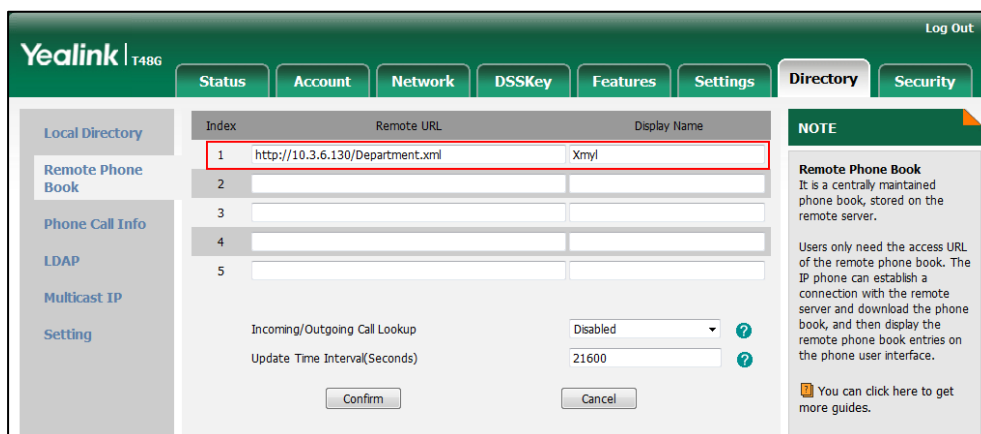 Log Out
Yealink T48G
Status Account Network DSSKey Features Settings Directory Security
Local Directory
Remote Phone
Book
Phone Call Info
LDAP
Multicast IP
Setting
Index Remote URL Display Name
1 http://10.3.6.130/Department.xml Xmyl
2
3
4
5
Incoming/Outgoing Call Lookup Disabled
Update Time Interval(Seconds) 21600
Confirm Cancel
NOTE
Remote Phone Book
It is a centrally maintained
phone book, stored on the
remote server.
Users only need the access URL
of the remote phone book. The
IP phone can establish a
connection with the remote
server and download the phone
book, and then display the
remote phone book entries on
the phone user interface.
You can click here to get
more guides.